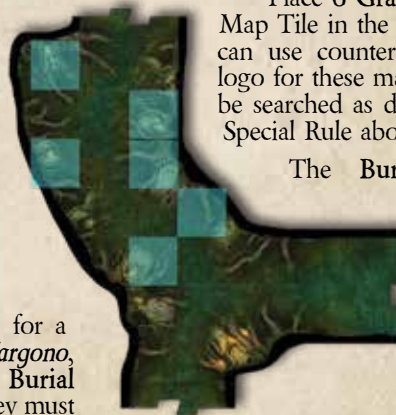 Place 6 Gra
Map Tile in the
can use counter
logo for these ma
be searched as d
Special Rule abo
The Bur
for a
argono,
Burial
ey must